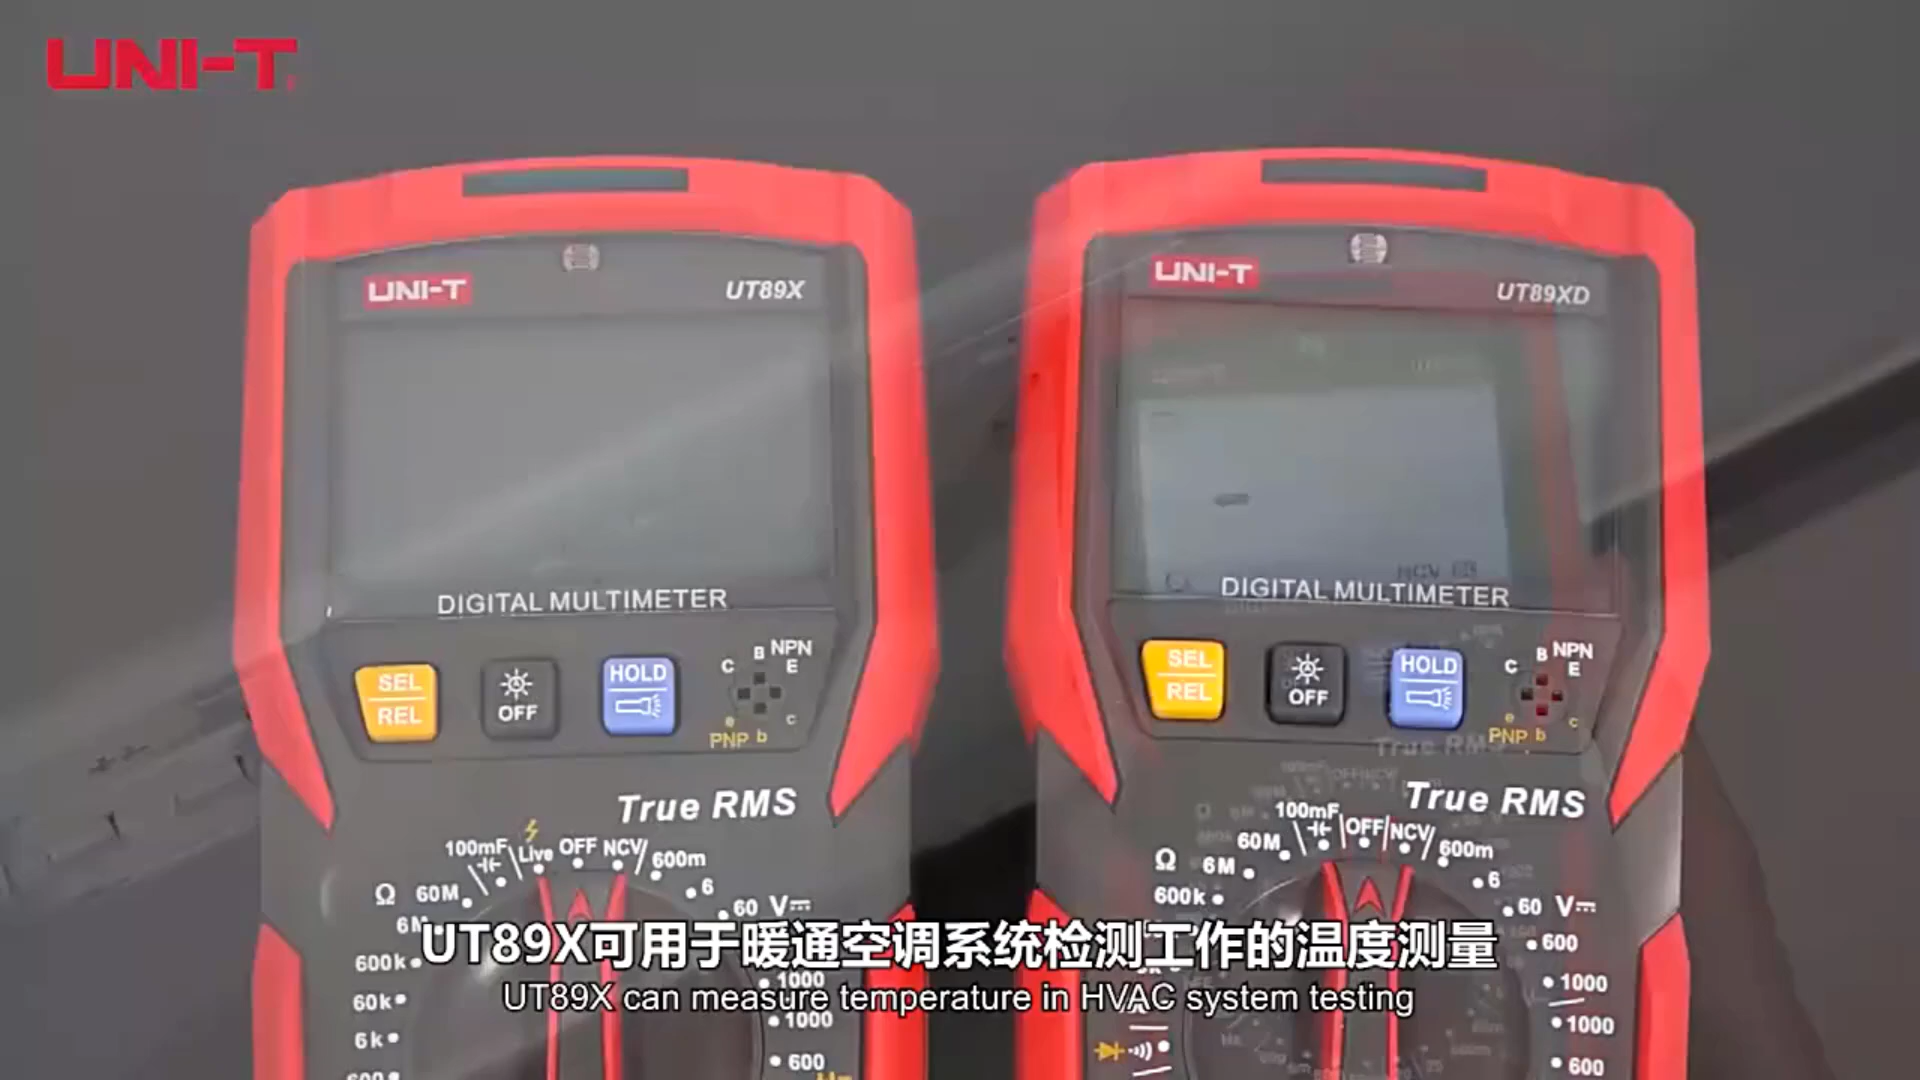 UNI-T
UNI-T
UT89X
DIGITAL MULTIMETER
SEL
REL
OFF
HOLD
B NPN
C E
e c
PNP b
True RMS
100mF Live OFF NCV 600m
Ω 60M 6
60 V
6M
600k
60k 1000
6k 1000
600
UNI-T
UT89XD
DIGITAL MULTIMETER
SEL
REL
OFF
HOLD
B NPN
C E
e c
PNP b
True RMS
100mF OFF NCV 600m
60M
Ω 6M 6
600k 60 V
600
1000
1000
600
UT89X可用于暖通空调系统检测工作的温度测量
UT89X can measure temperature in HVAC system testing